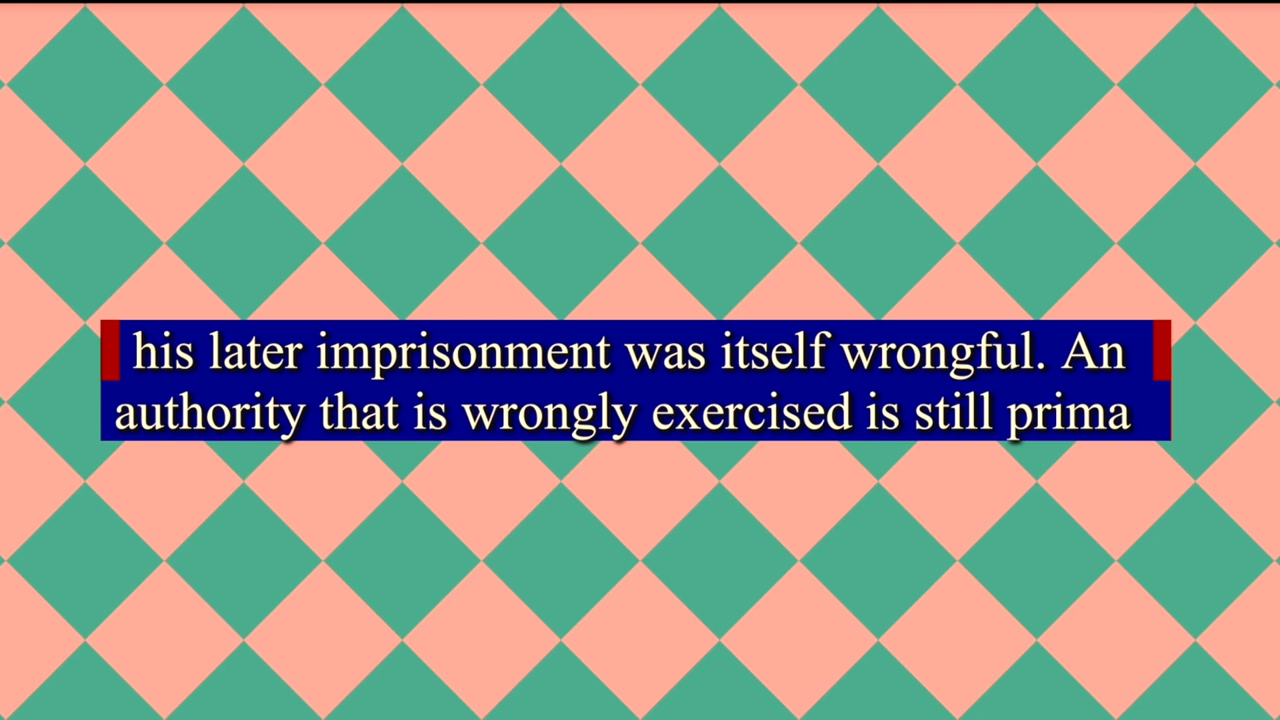 his later imprisonment was itself wrongful. An
authority that is wrongly exercised is still prima